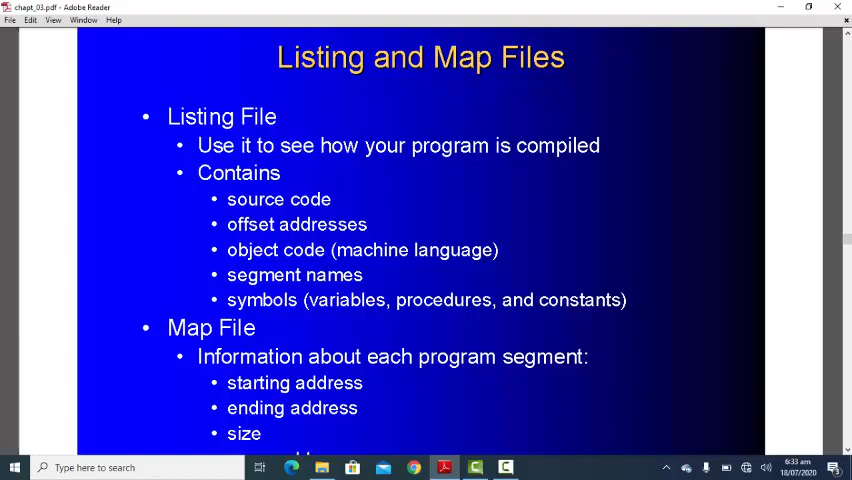 chapt_03.pdf - Adobe Reader
File Edit View Window Help
Listing and Map Files
• Listing File
• Use it to see how your program is compiled
• Contains
• source code
• offset addresses
• object code (machine language)
• segment names
• symbols (variables, procedures, and constants)
• Map File
• Information about each program segment:
• starting address
• ending address
• size
Type here to search
6:33 am
18/07/2020
3